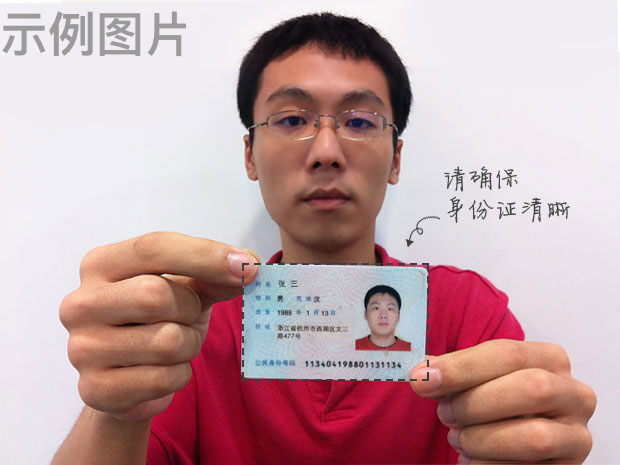 示例图片
请确保
身份证清晰
姓名 张三
性别 男 民族 汉
出生 1988 年 1 月 13 日
住址 浙江省杭州市西湖区文三
路477号
公民身份号码 113404198801131134